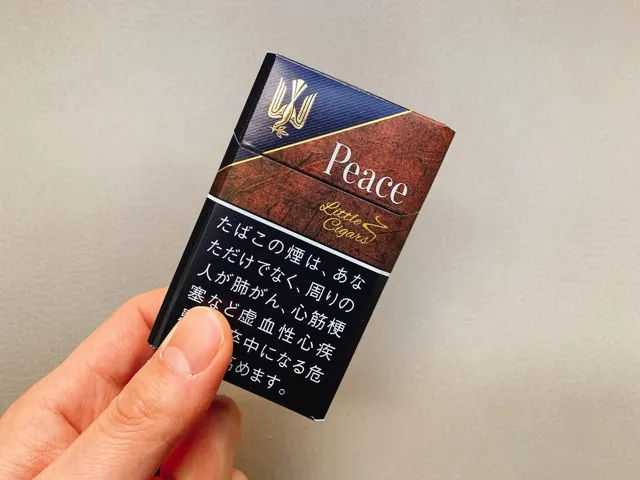 Peace
Little
Cigars
たばこの煙は、あな
ただけでなく、周りの
人が肺がん、心筋梗
塞など虚血性心疾
卒中になる危
高めます。